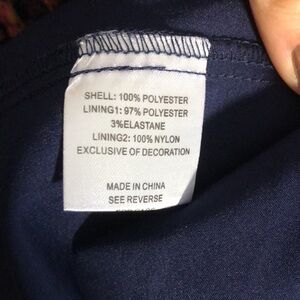 SHELL: 100% POLYESTER
LINING1: 97% POLYESTER
3%ELASTANE
LINING2: 100% NYLON
EXCLUSIVE OF DECORATION
MADE IN CHINA
SEE REVERSE